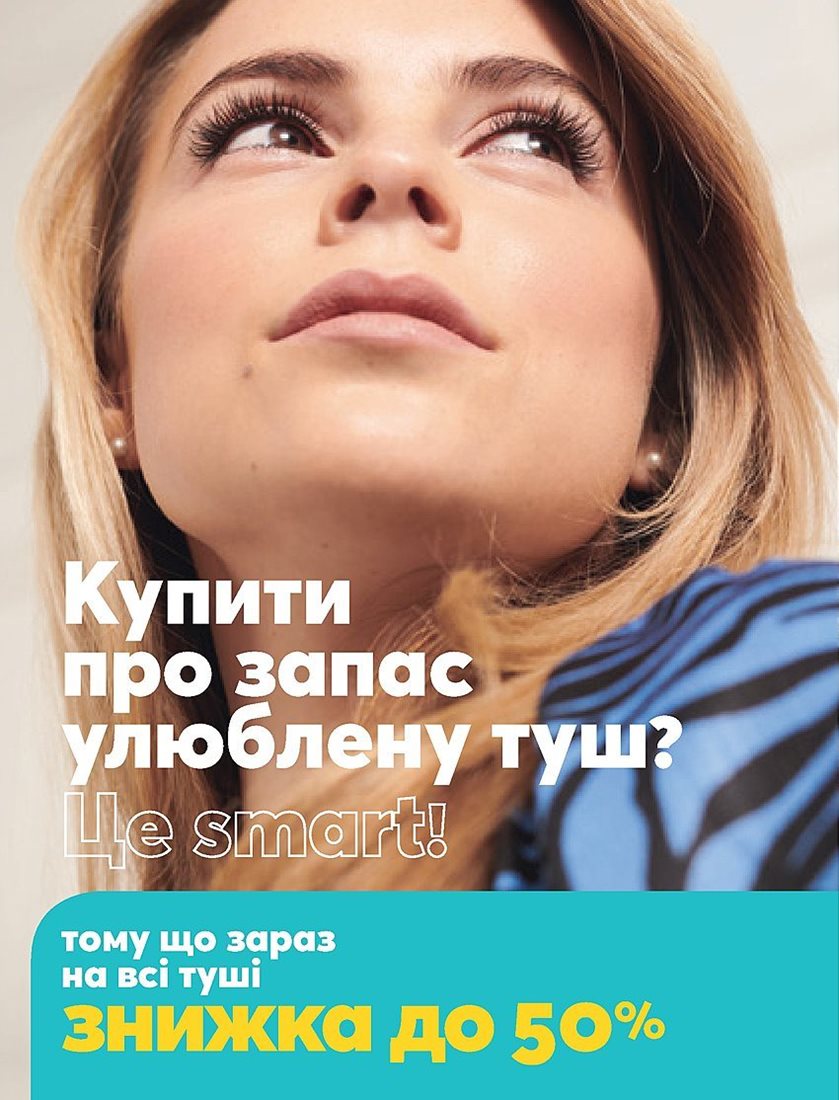 Купити
про запас
улюблену туш?
Це smart!
тому що зараз
на всі туші
знижка до 50%